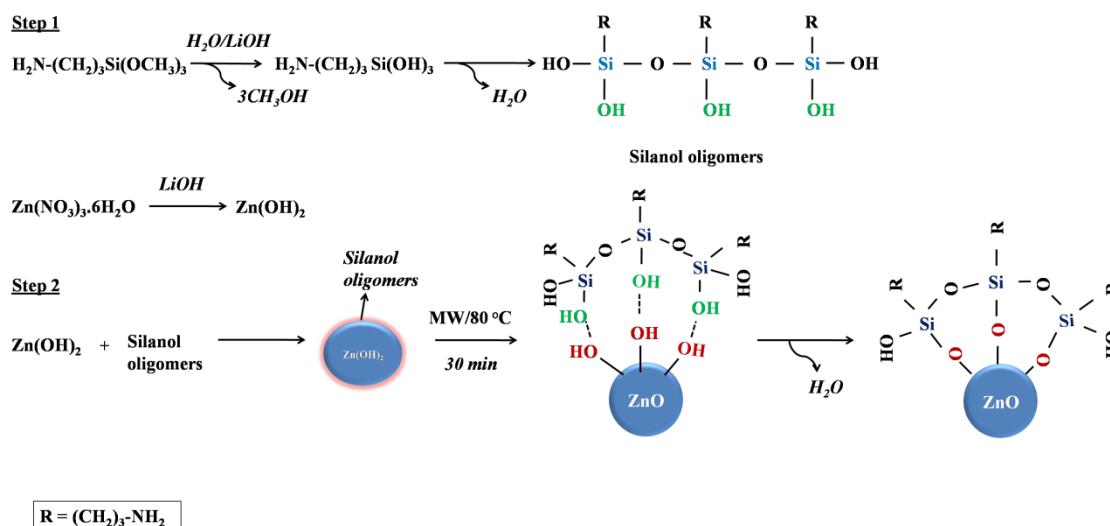 Step 1
H₂N-(CH₂)₃Si(OCH₃)₃
H₂O/LiOH
3CH₃OH
H₂N-(CH₂)₃ Si(OH)₃
H₂O
R R R
HO Si O Si O Si OH
OH OH OH
Silanol oligomers
Zn(NO₃)₃.6H₂O
LiOH
Zn(OH)₂
Step 2
Zn(OH)₂ + Silanol
oligomers
Silanol
oligomers
Zn(OH)₂
MW/80 °C
30 min
R
R O Si O R
Si Si
HO OH HO
HO OH
HO OH OH
ZnO
H₂O
R
R Si R
O O
Si Si
HO O O O HO
ZnO
R = (CH₂)₃-NH₂